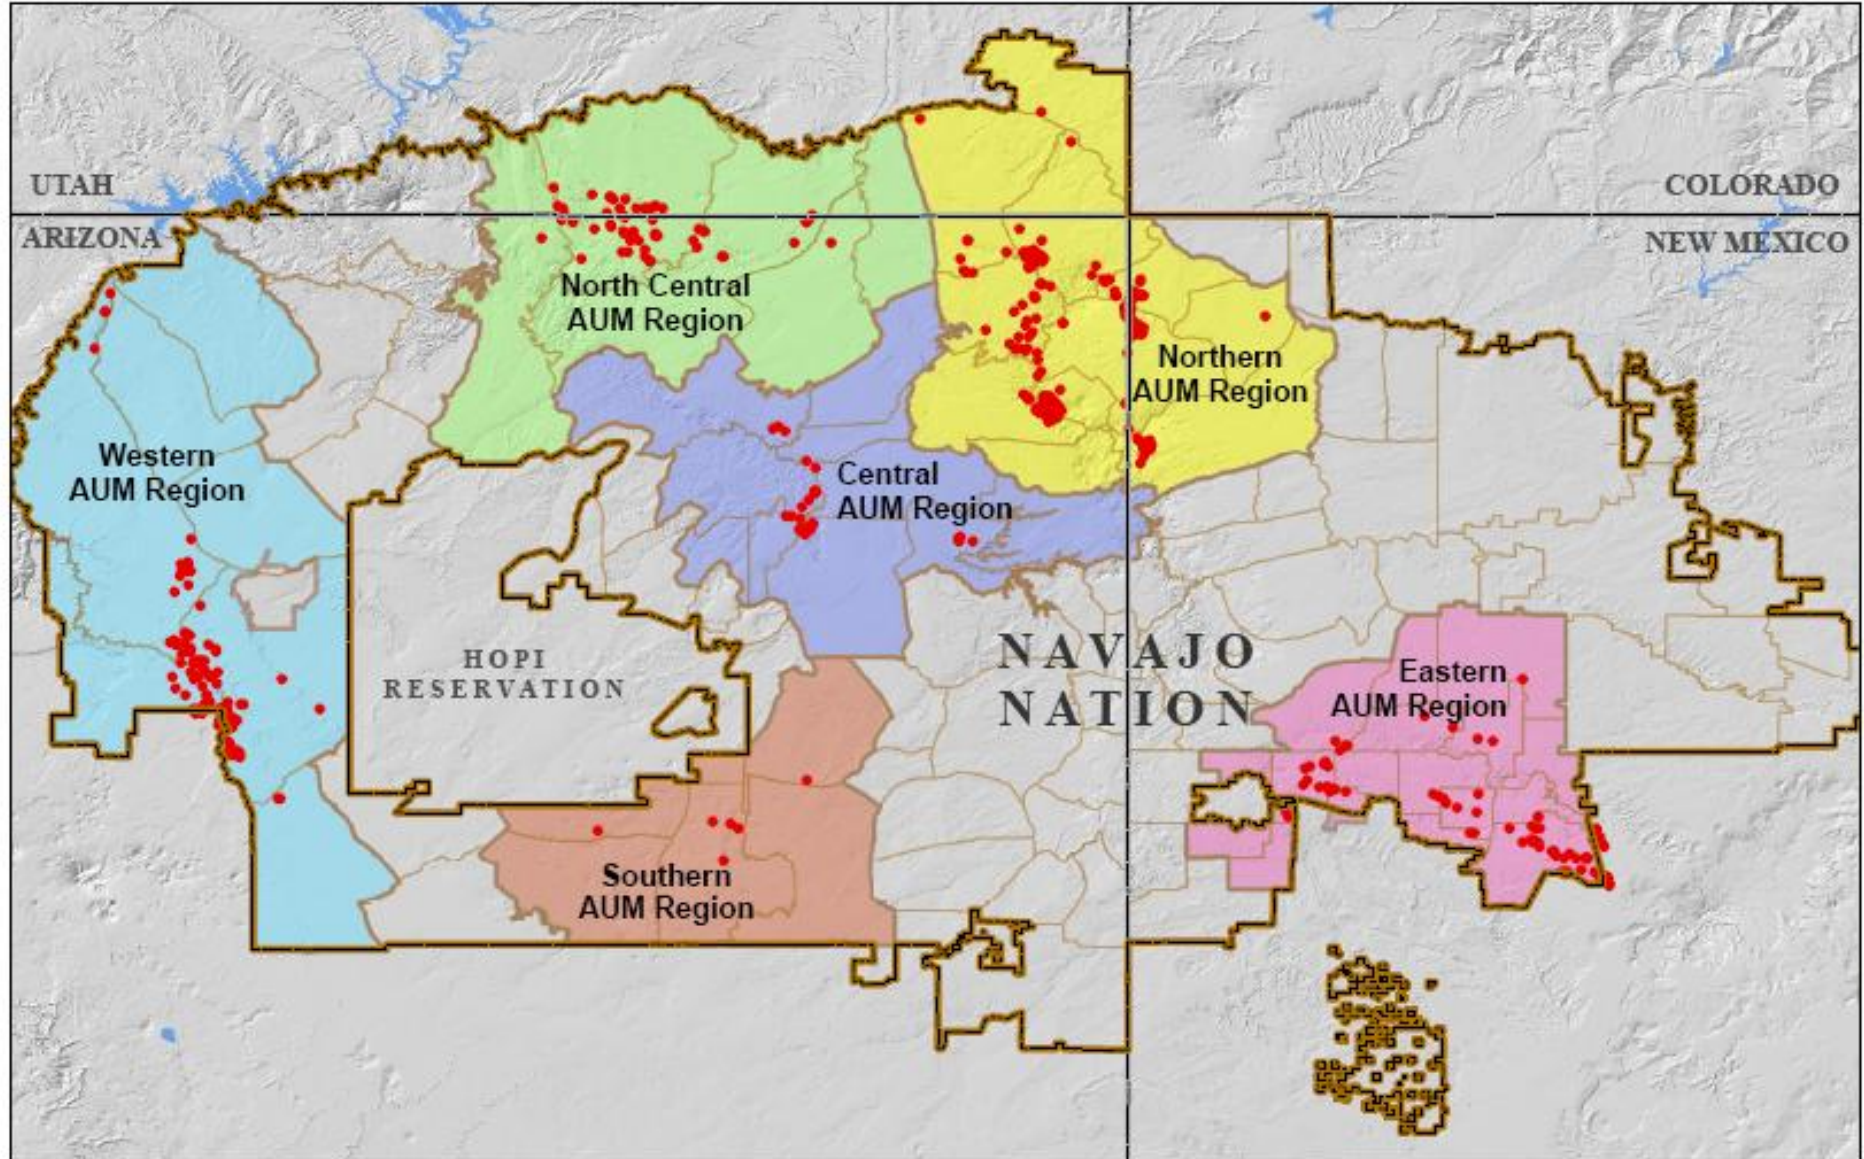 UTAH
COLORADO
ARIZONA
NEW MEXICO
North Central
AUM Region
Northern
AUM Region
Western
AUM Region
Central
AUM Region
NAVAJO
NATION
HOPI
RESERVATION
Eastern
AUM Region
Southern
AUM Region